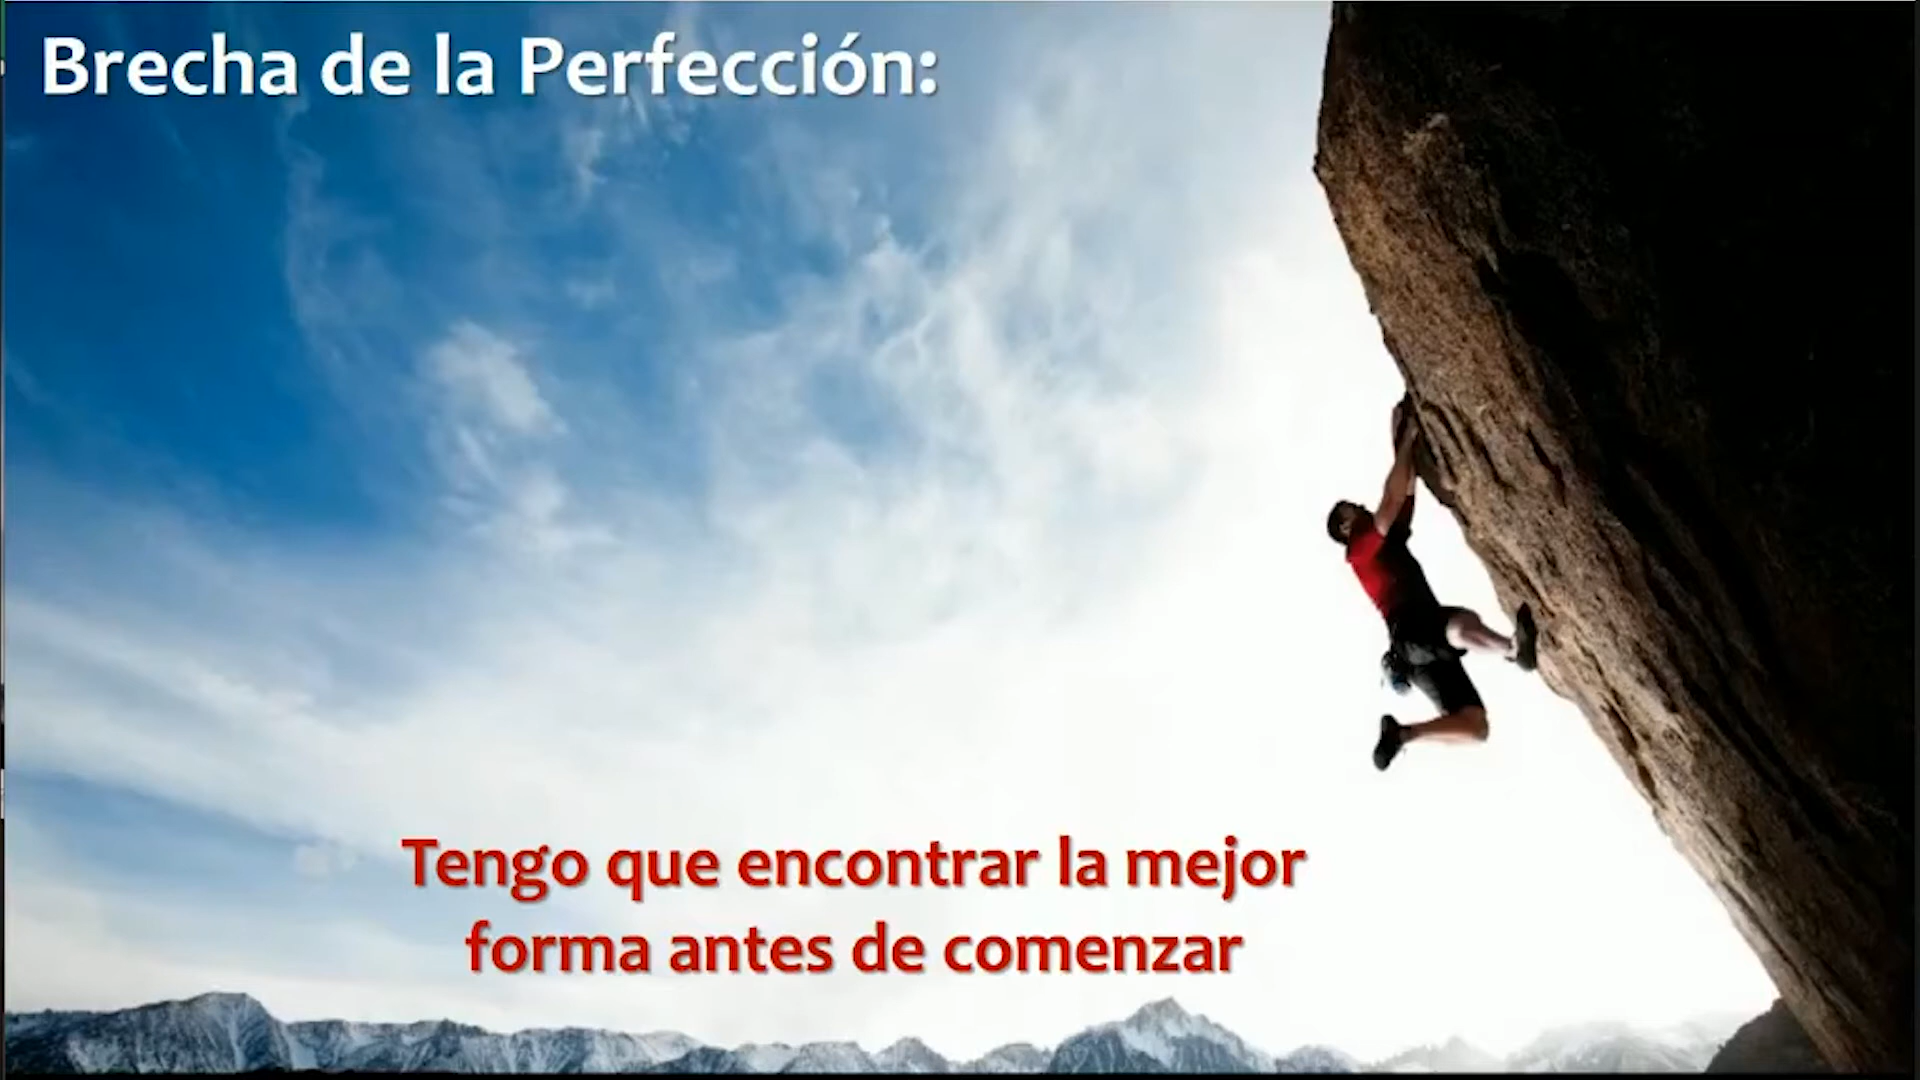 Brecha de la Perfección:
Tengo que encontrar la mejor
forma antes de comenzar